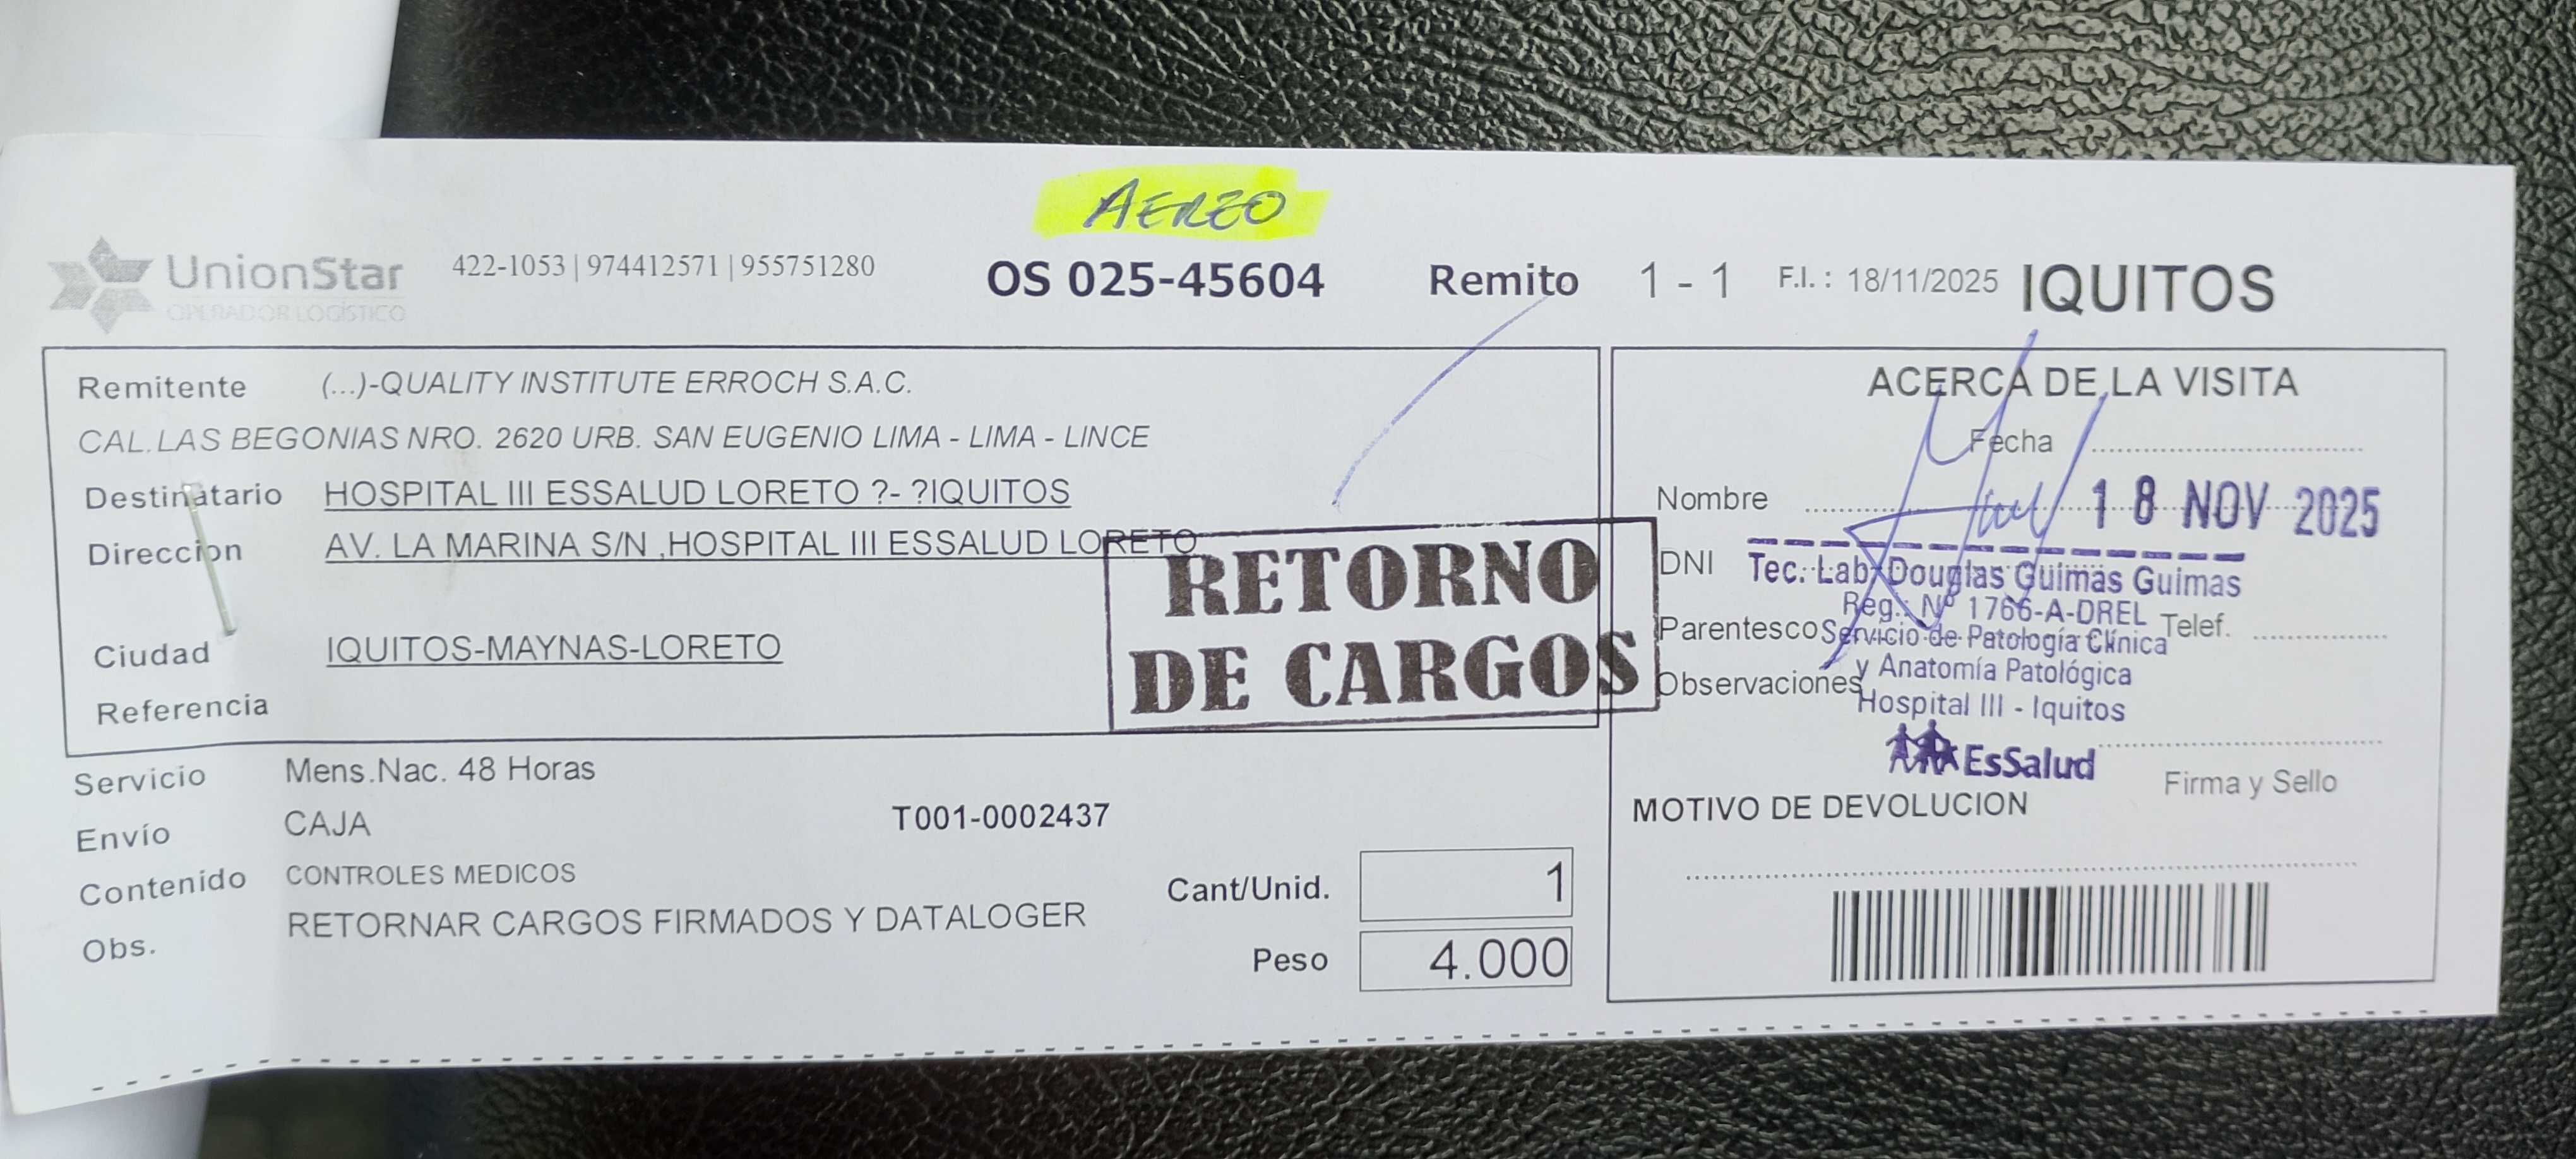 AEREO
UnionStar
OPERADOR LOGÍSTICO
422-1053 | 974412571 | 955751280
OS 025-45604 Remito 1 - 1 F.I. : 18/11/2025 IQUITOS
Remitente (...)-QUALITY INSTITUTE ERROCH S.A.C.
CAL.LAS BEGONIAS NRO. 2620 URB. SAN EUGENIO LIMA - LIMA - LINCE
Destinatario HOSPITAL III ESSALUD LORETO ?- ?IQUITOS
Direccion AV. LA MARINA S/N ,HOSPITAL III ESSALUD LORETO
Ciudad IQUITOS-MAYNAS-LORETO
Referencia
RETORNO
DE CARGOS
Servicio Mens.Nac. 48 Horas
Envío CAJA T001-0002437
Contenido CONTROLES MEDICOS
Obs. RETORNAR CARGOS FIRMADOS Y DATALOGER
Cant/Unid. 1
Peso 4.000
ACERCA DE LA VISITA
Fecha
Nombre 18 NOV 2025
DNI Tec. Lab. Douglas Guimas Guimas
Reg. Nº 1766-A-DREL
Parentesco Servicio de Patología Clínica Telef.
y Anatomía Patológica
Observaciones Hospital III - Iquitos
EsSalud
Firma y Sello
MOTIVO DE DEVOLUCION